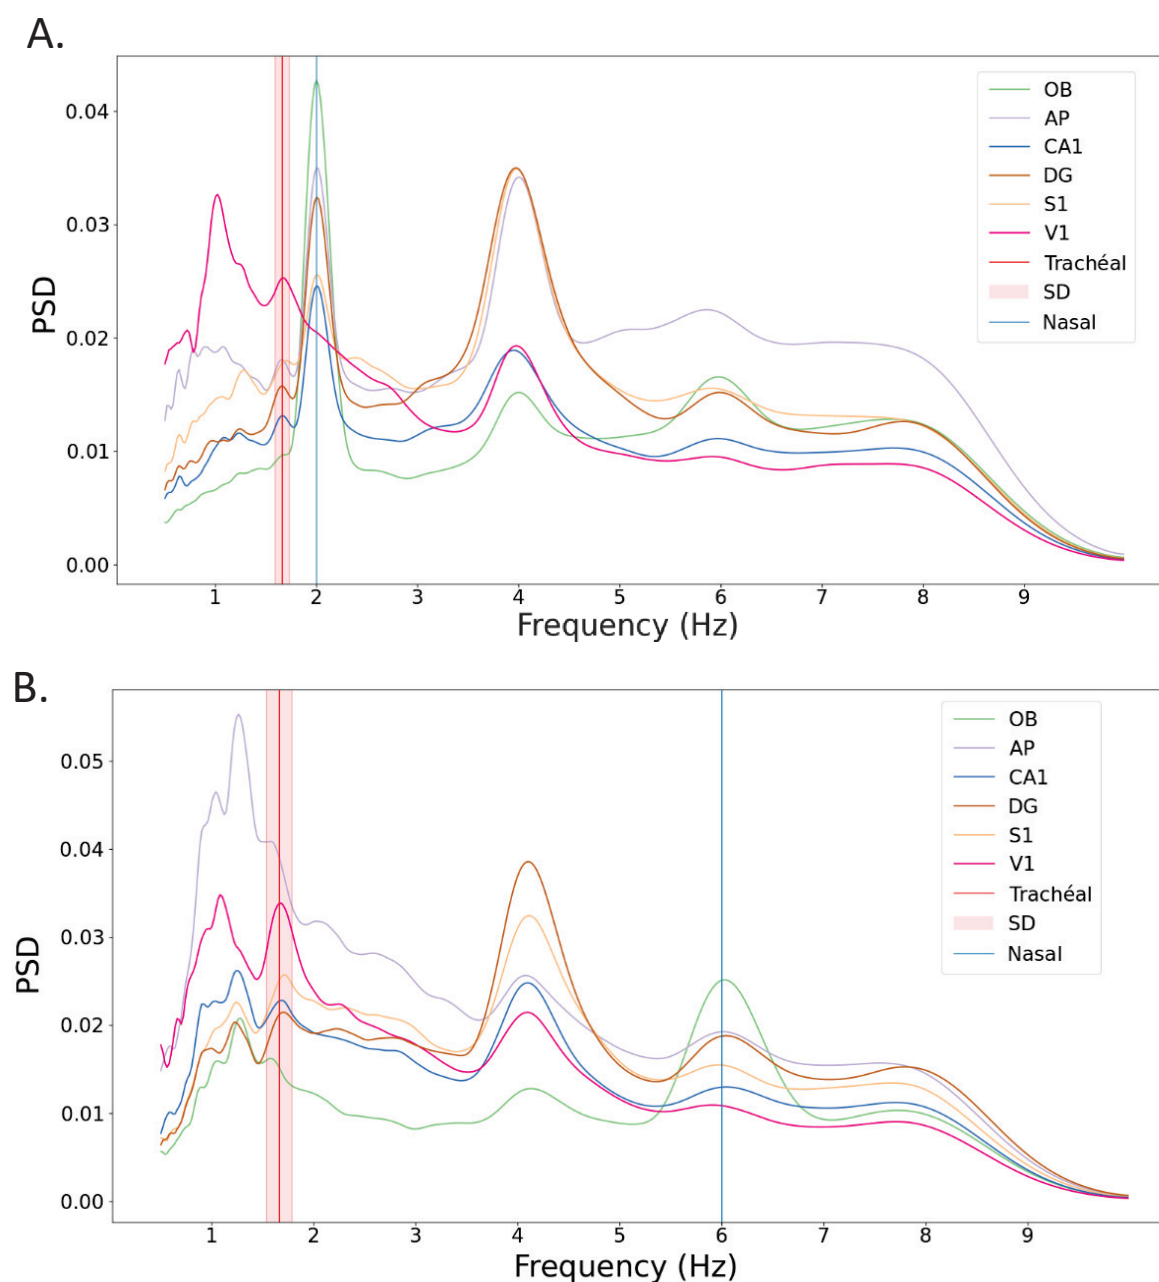 A.
PSD
0.04
0.03
0.02
0.01
0.00
OB
AP
CA1
DG
S1
V1
Trachéal
SD
Nasal
1 2 3 4 5 6 7 8 9
Frequency (Hz)
B.
PSD
0.05
0.04
0.03
0.02
0.01
0.00
OB
AP
CA1
DG
S1
V1
Trachéal
SD
Nasal
1 2 3 4 5 6 7 8 9
Frequency (Hz)